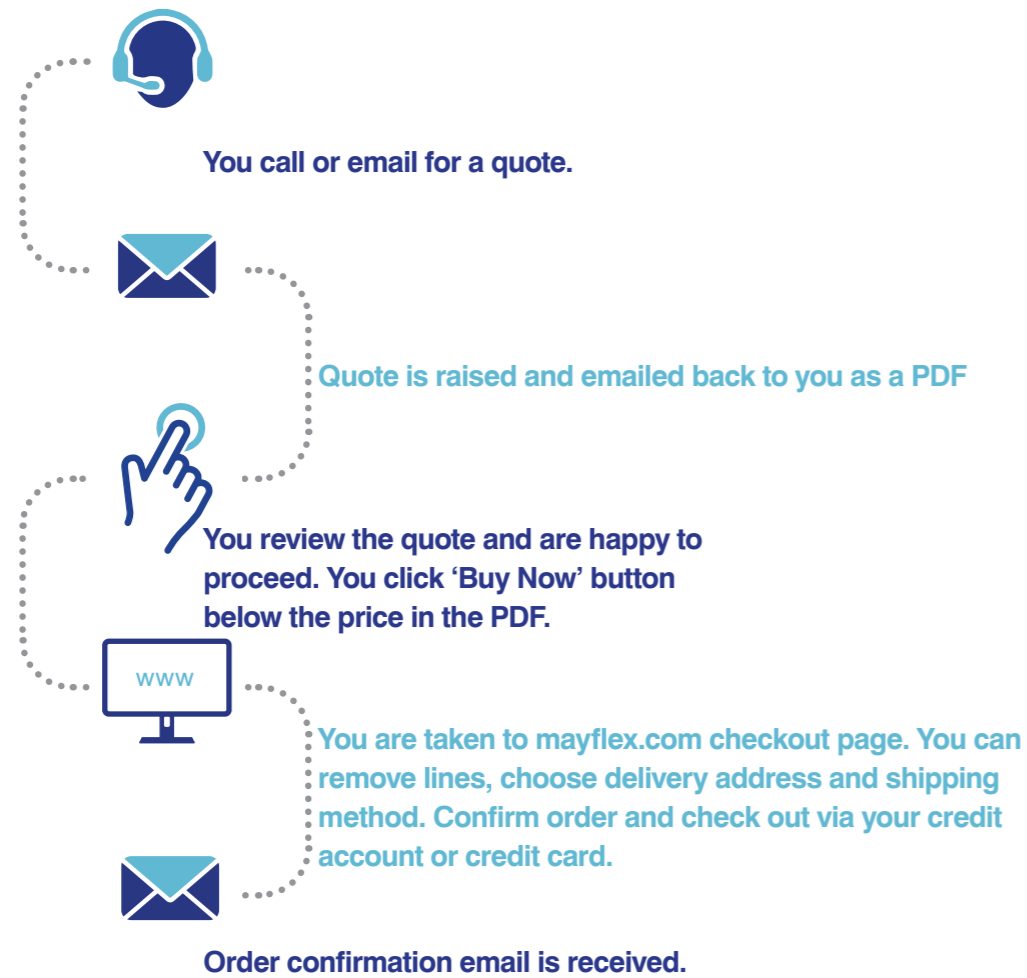 You call or email for a quote.
Quote is raised and emailed back to you as a PDF
You review the quote and are happy to
proceed. You click ‘Buy Now’ button
below the price in the PDF.
www
You are taken to mayflex.com checkout page. You can
remove lines, choose delivery address and shipping
method. Confirm order and check out via your credit
account or credit card.
Order confirmation email is received.